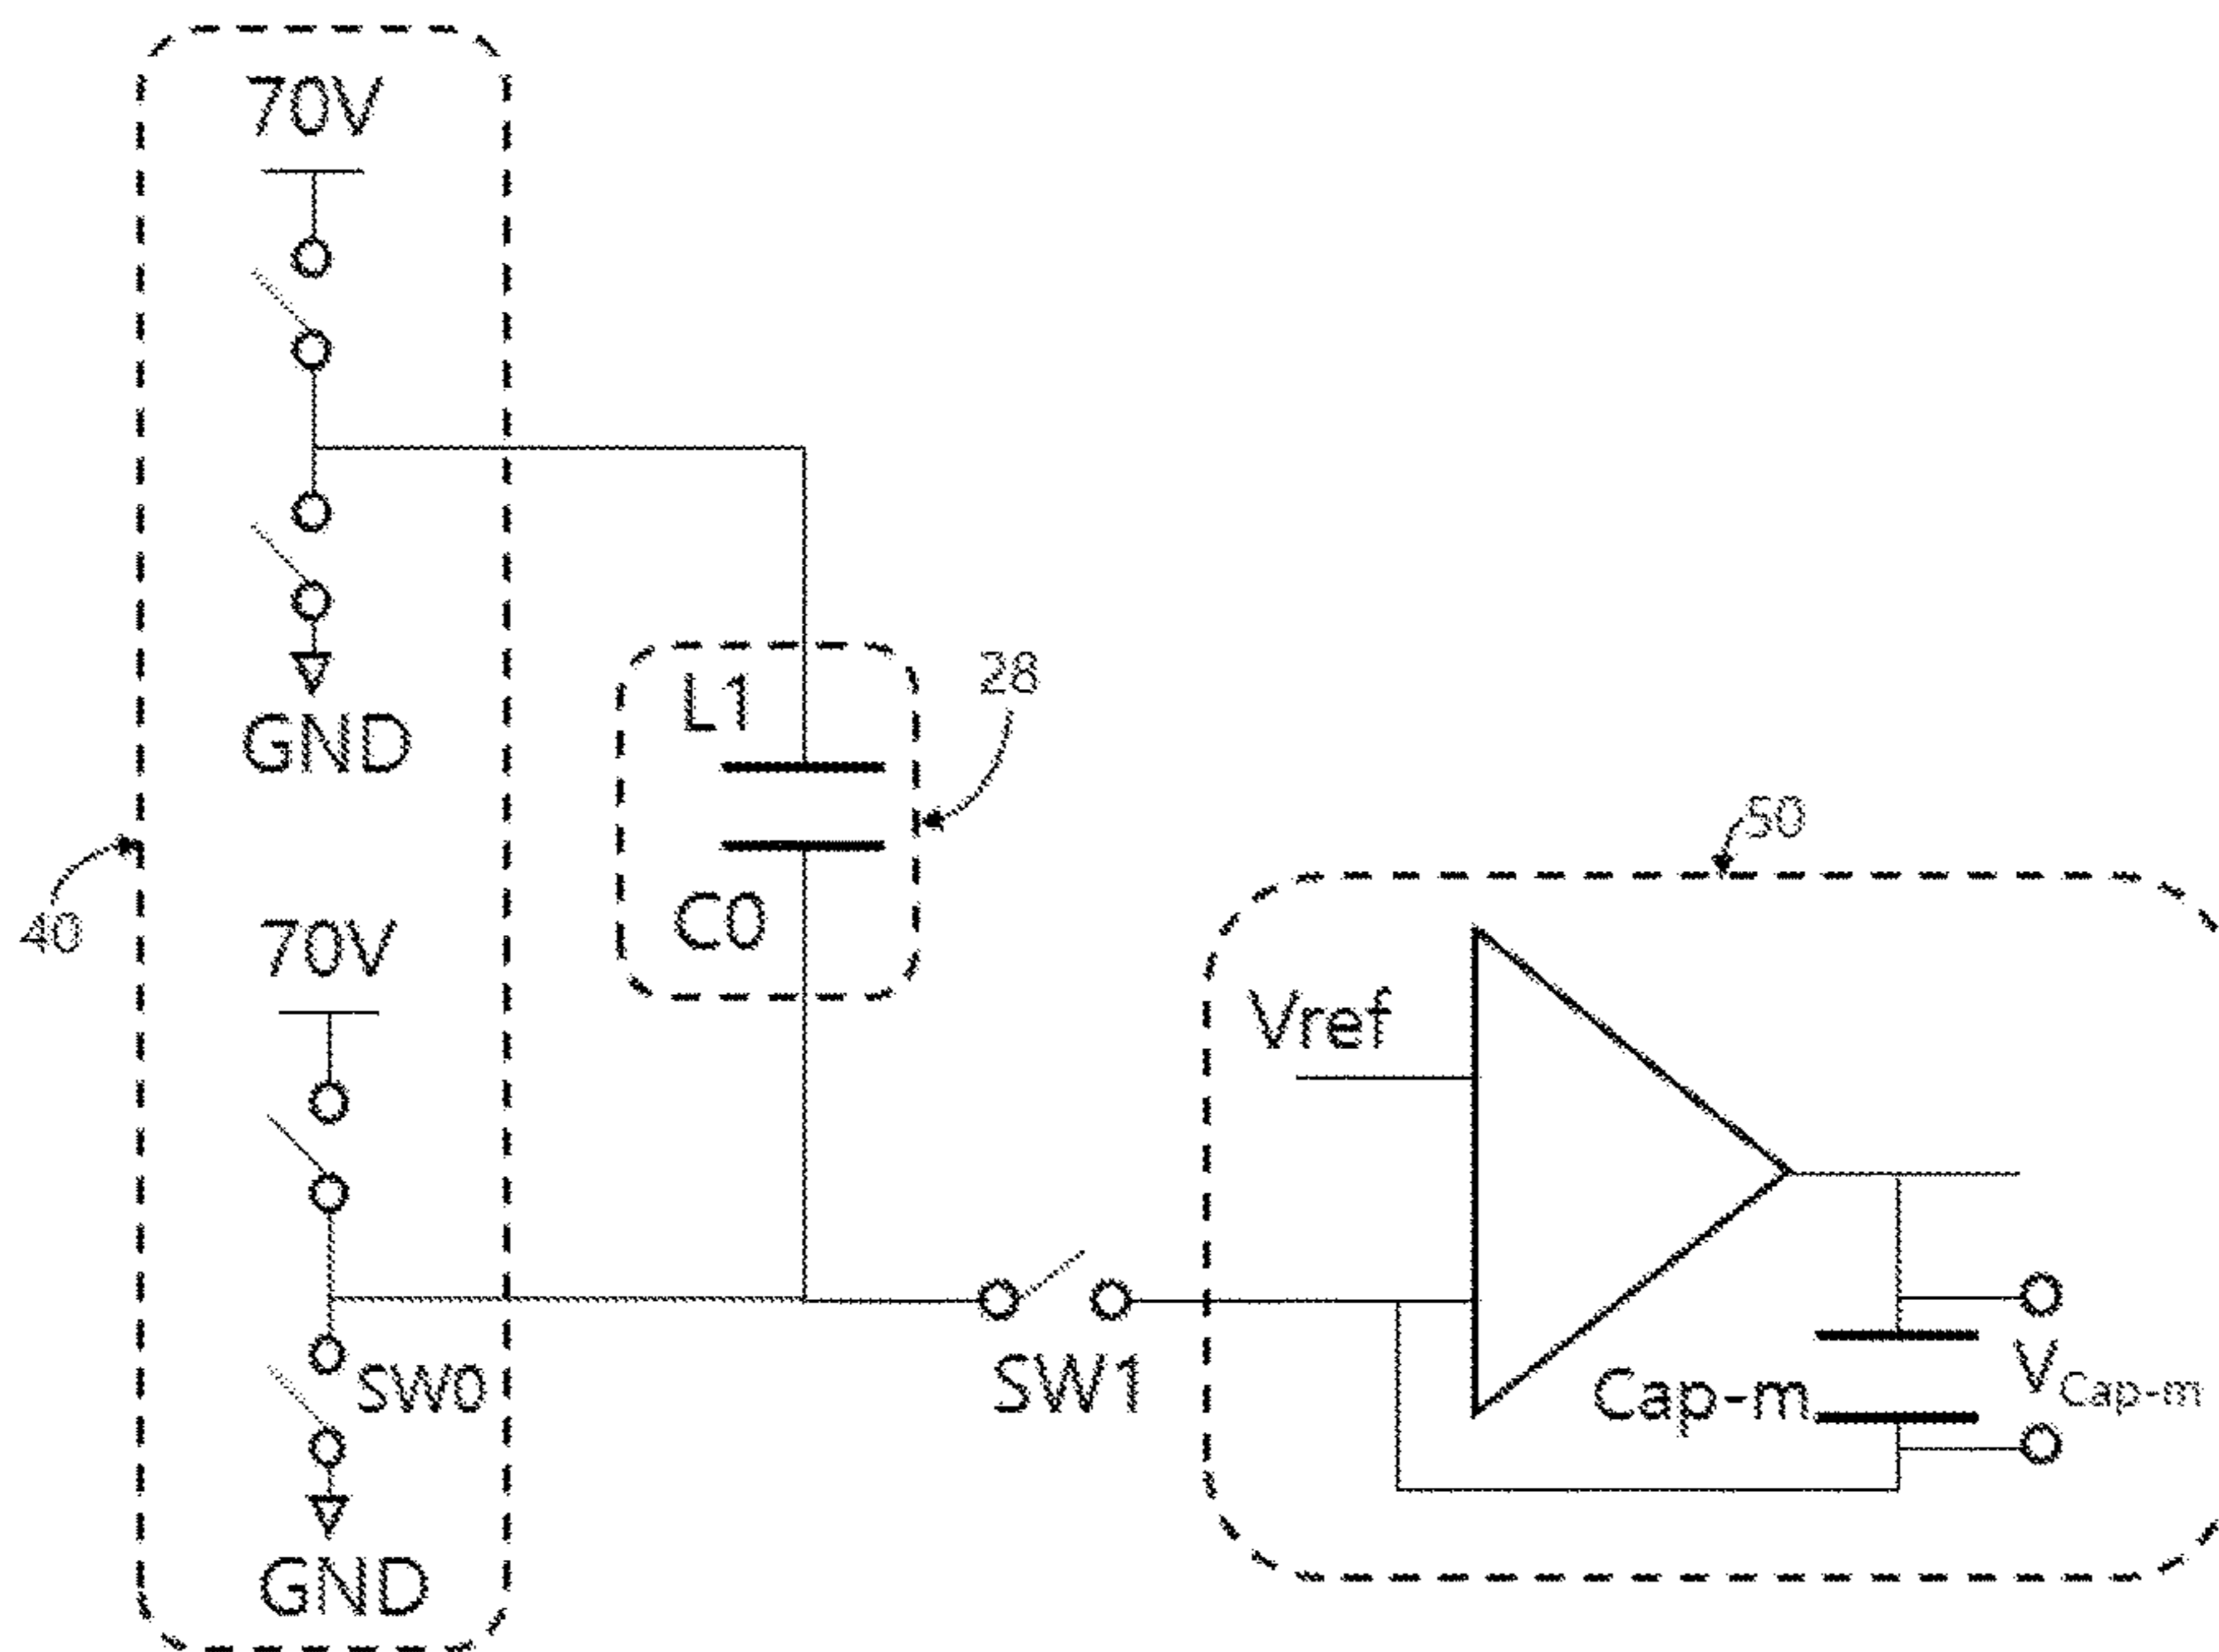 70V
GND
L1
28
C0
40
70V
50
Vref
SW0
SW1
Cap-m
VCap-m
GND